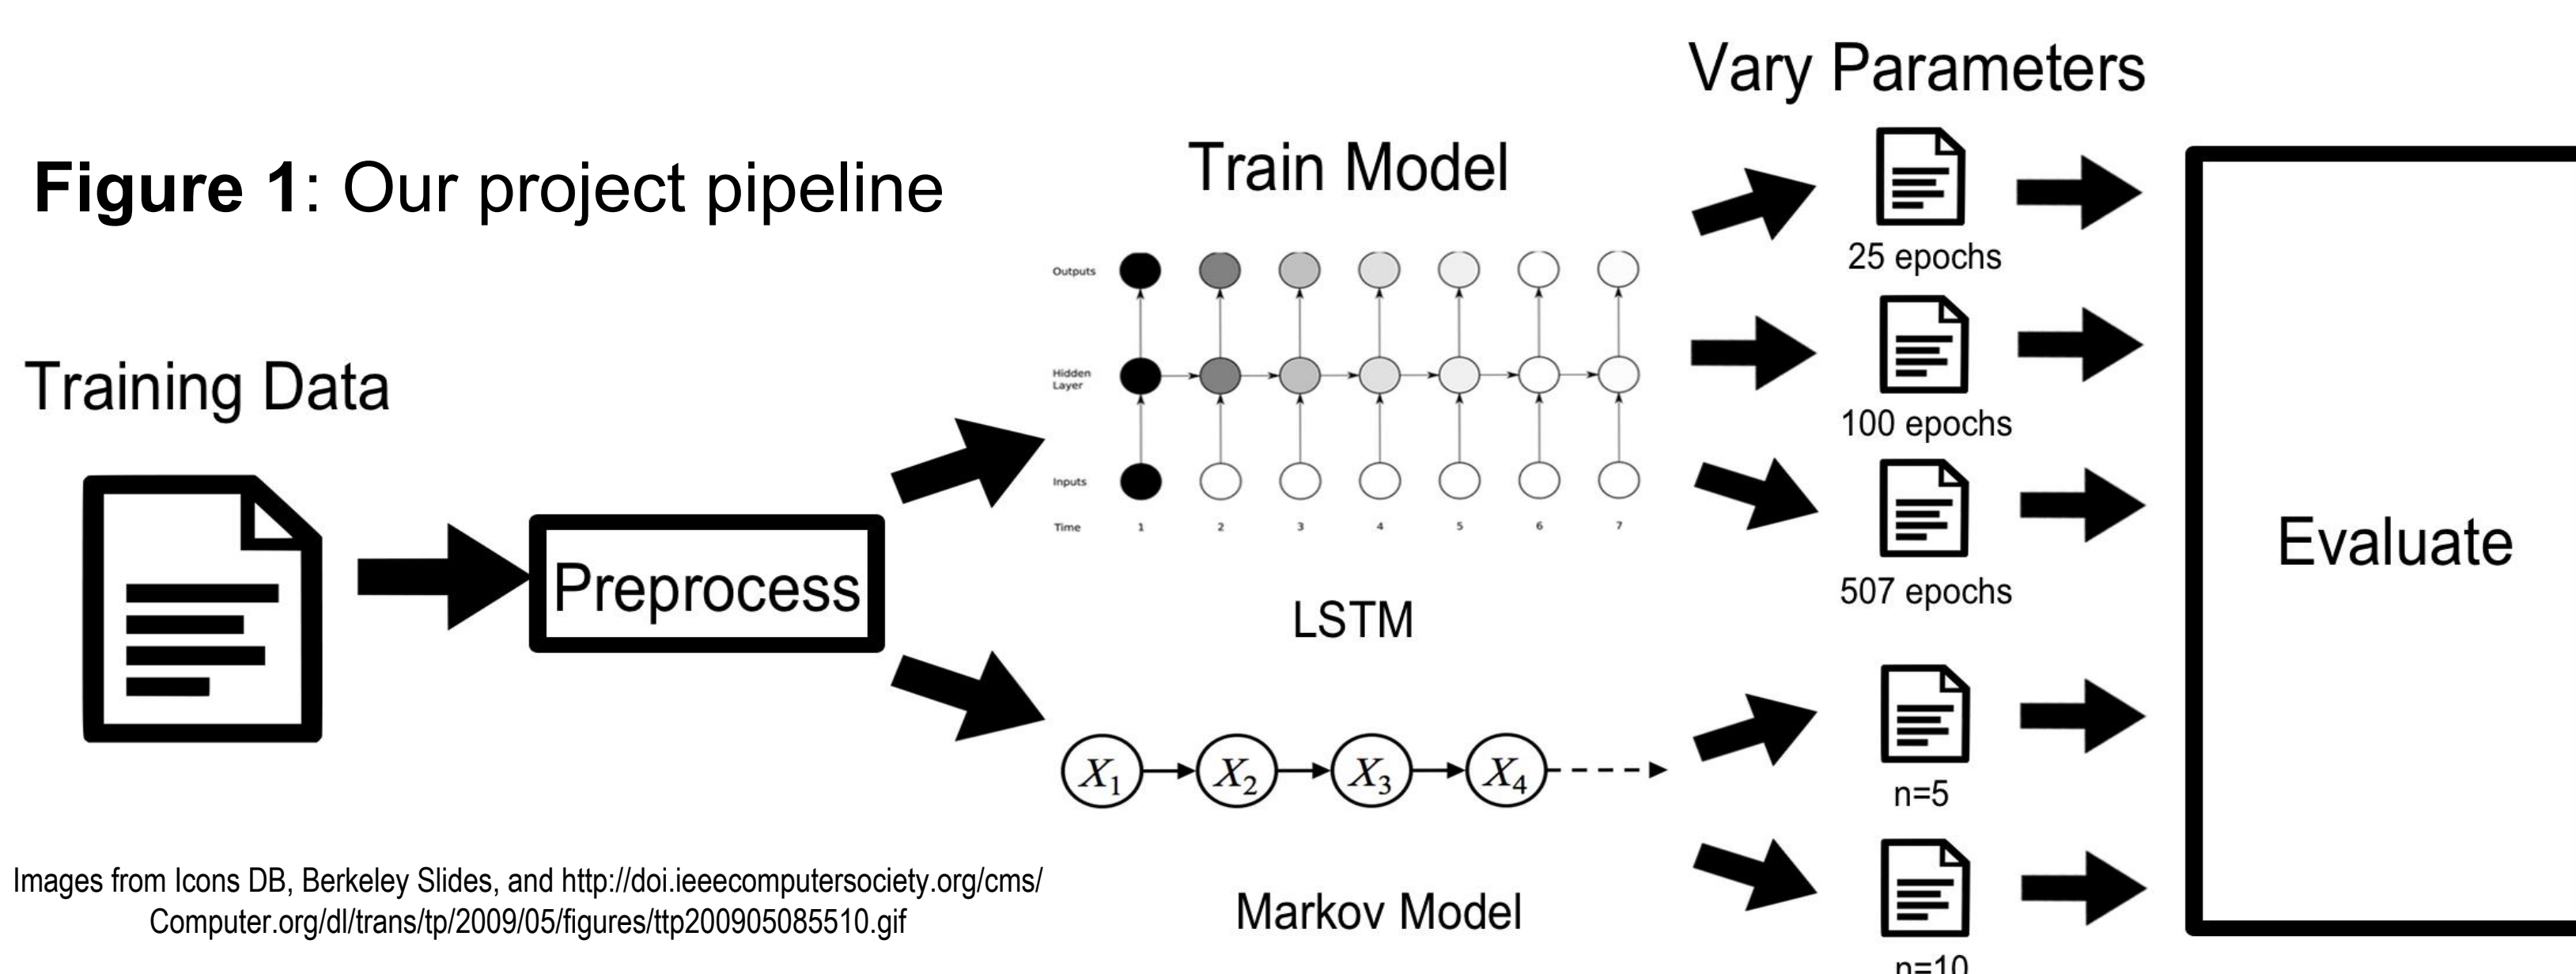 Figure 1: Our project pipeline
Training Data
Preprocess
Train Model
Outputs
Hidden
Layer
Inputs
Time 1 2 3 4 5 6 7
LSTM
X1 X2 X3 X4
Markov Model
Vary Parameters
25 epochs
100 epochs
507 epochs
n=5
n=10
Evaluate
Images from Icons DB, Berkeley Slides, and http://doi.ieeecomputersociety.org/cms/
Computer.org/dl/trans/tp/2009/05/figures/ttp200905085510.gif